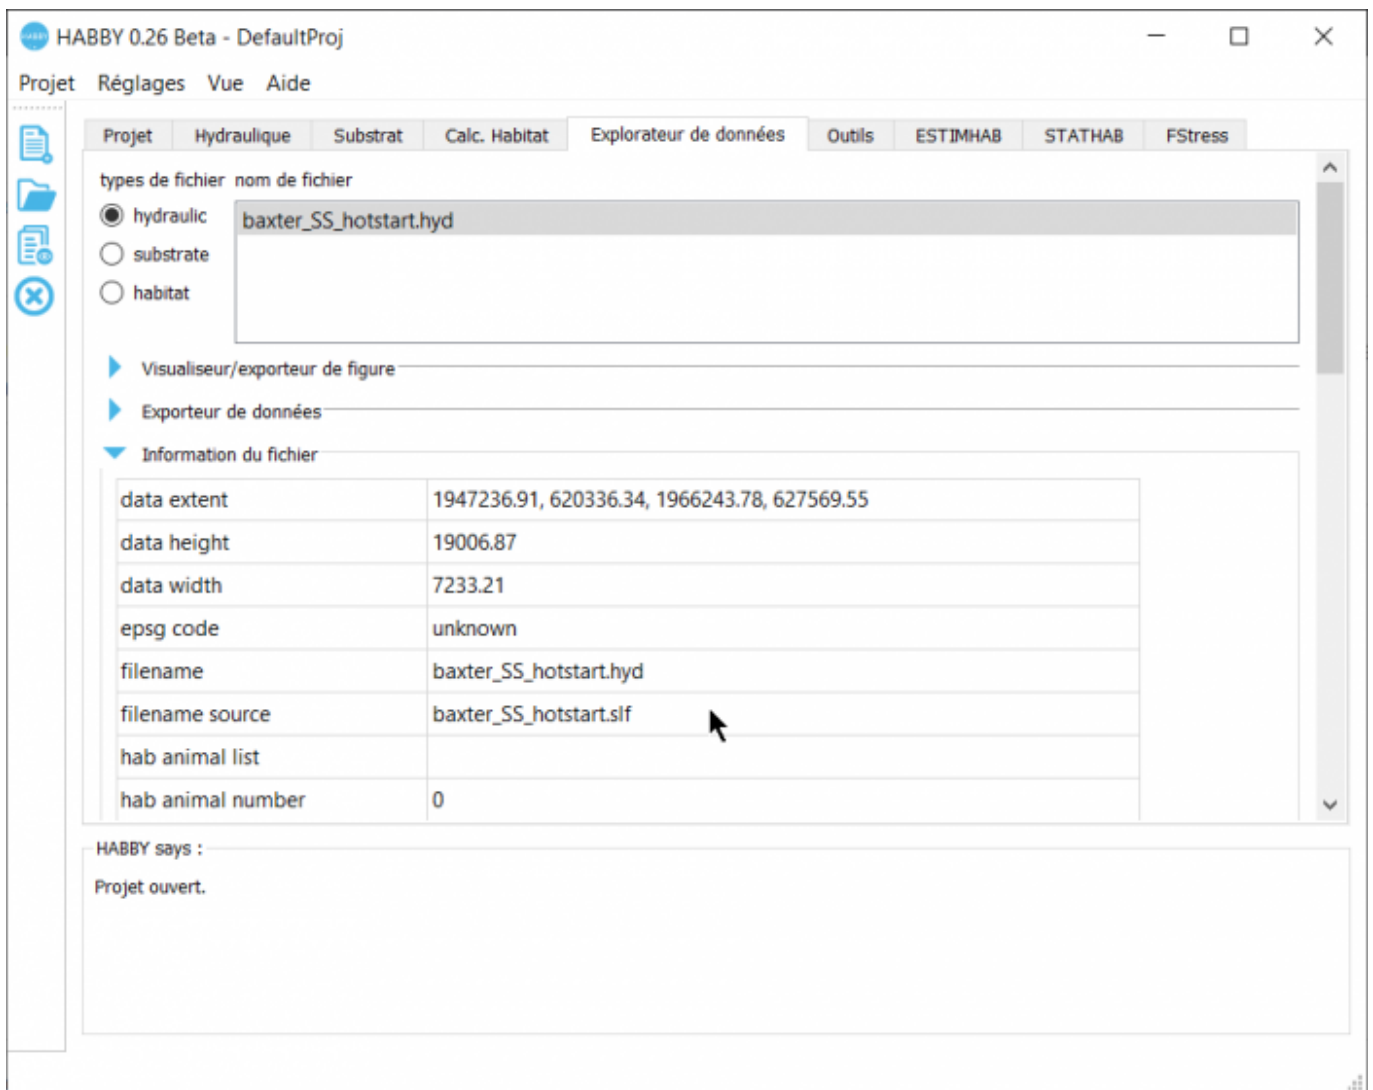 HABBY 0.26 Beta - DefaultProj
Projet Réglages Vue Aide
Projet Hydraulique Substrat Calc. Habitat Explorateur de données Outils ESTIMHAB STATHAB FStress
types de fichier nom de fichier
hydraulic baxter_SS_hotstart.hyd
substrate
habitat
Visualiseur/exporteur de figure
Exporteur de données
Information du fichier
data extent 1947236.91, 620336.34, 1966243.78, 627569.55
data height 19006.87
data width 7233.21
epsg code unknown
filename baxter_SS_hotstart.hyd
filename source baxter_SS_hotstart.slf
hab animal list
hab animal number 0
HABBY says :
Projet ouvert.